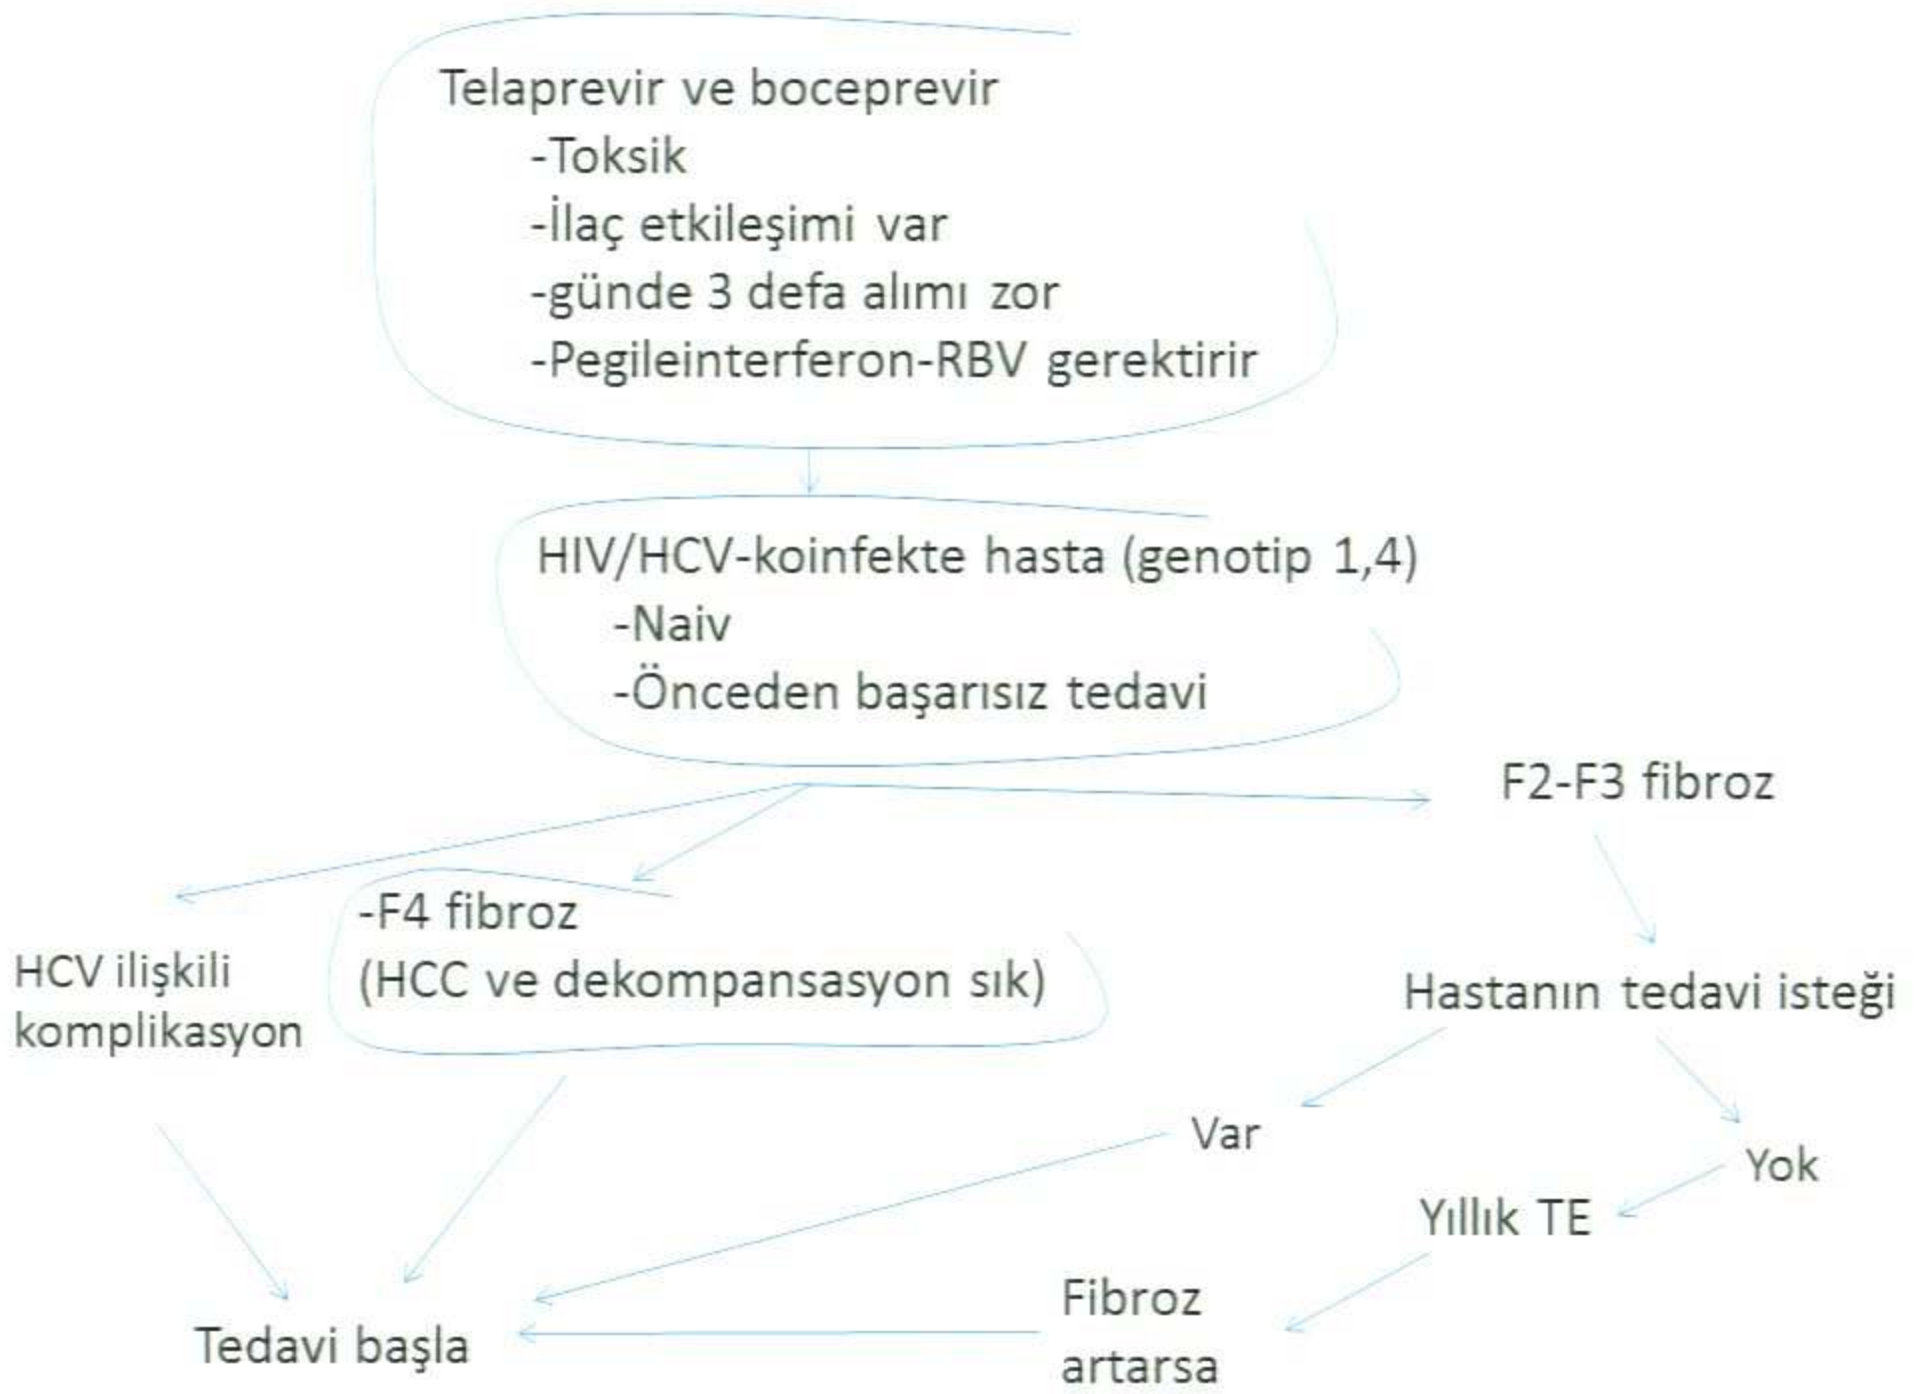 Telaprevir ve boceprevir
-Toksik
-İlaç etkileşimi var
-günde 3 defa alımı zor
-Pegileinterferon-RBV gerektirir
HIV/HCV-koinfekte hasta (genotip 1,4)
-Naiv
-Önceden başarısız tedavi
F2-F3 fibroz
-F4 fibroz
(HCC ve dekompansasyon sık)
HCV ilişkili
komplikasyon
Hastanın tedavi isteği
Var
Yok
Yıllık TE
Fibroz
artarsa
Tedavi başla